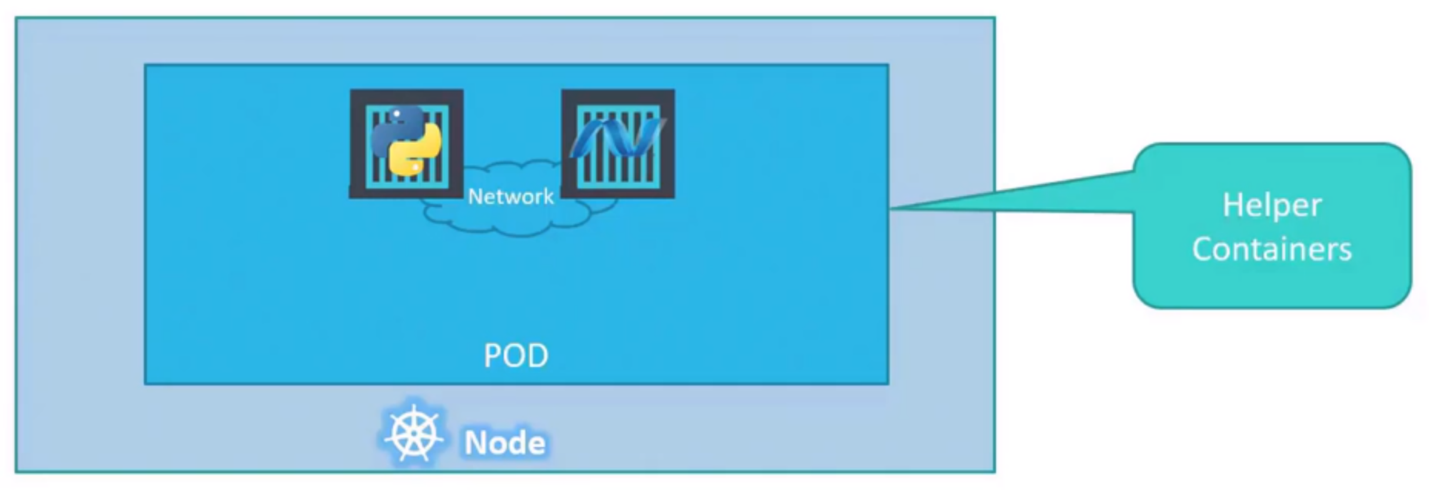 Network
Helper
Containers
POD
Node